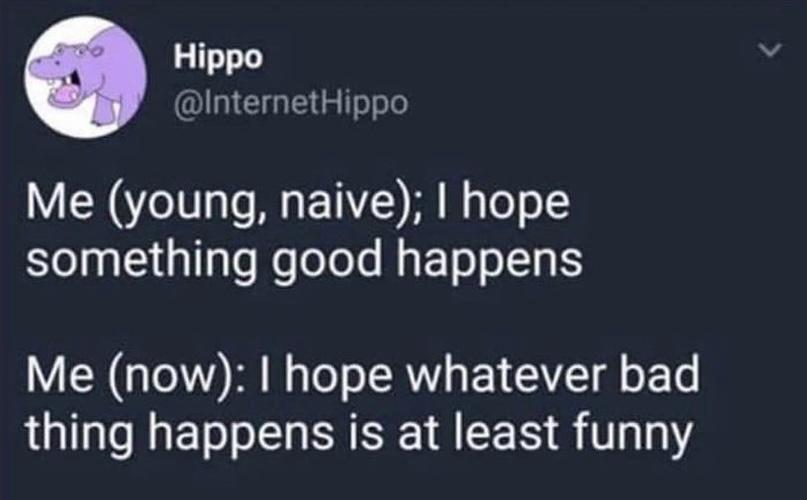 Hippo
@InternetHippo
Me (young, naive); I hope
something good happens
Me (now): I hope whatever bad
thing happens is at least funny